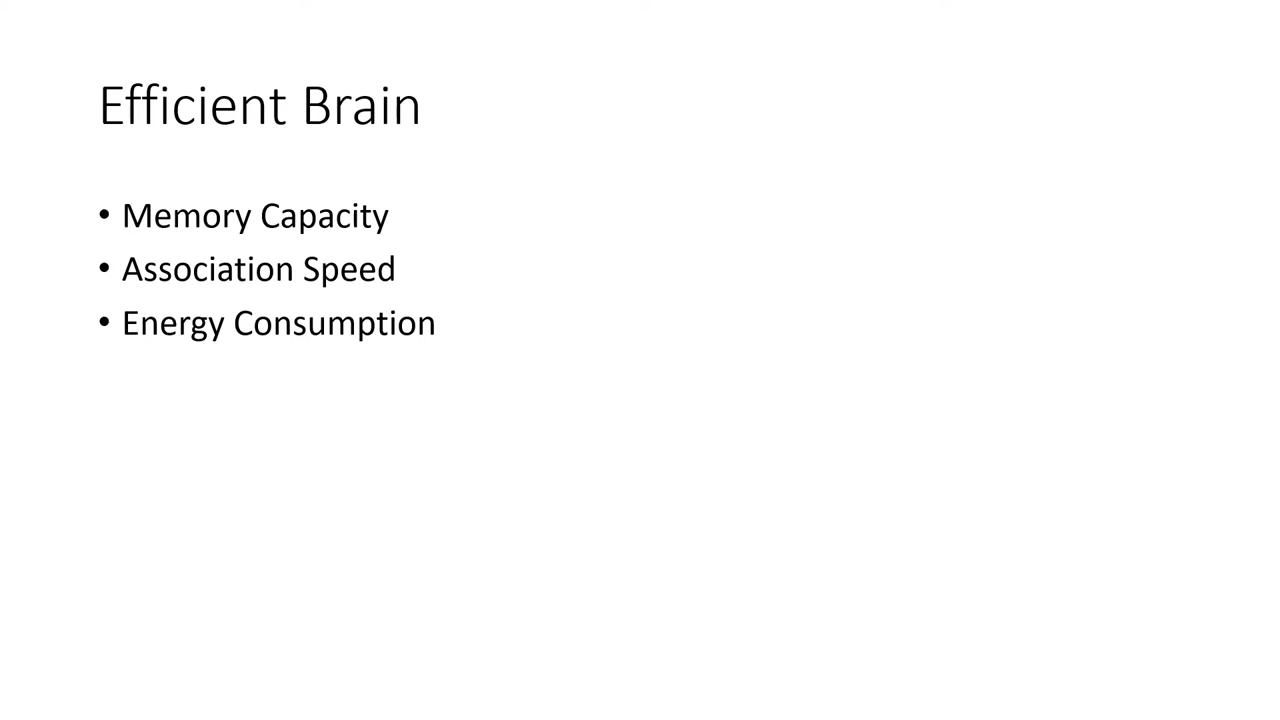 Efficient Brain
• Memory Capacity
• Association Speed
• Energy Consumption